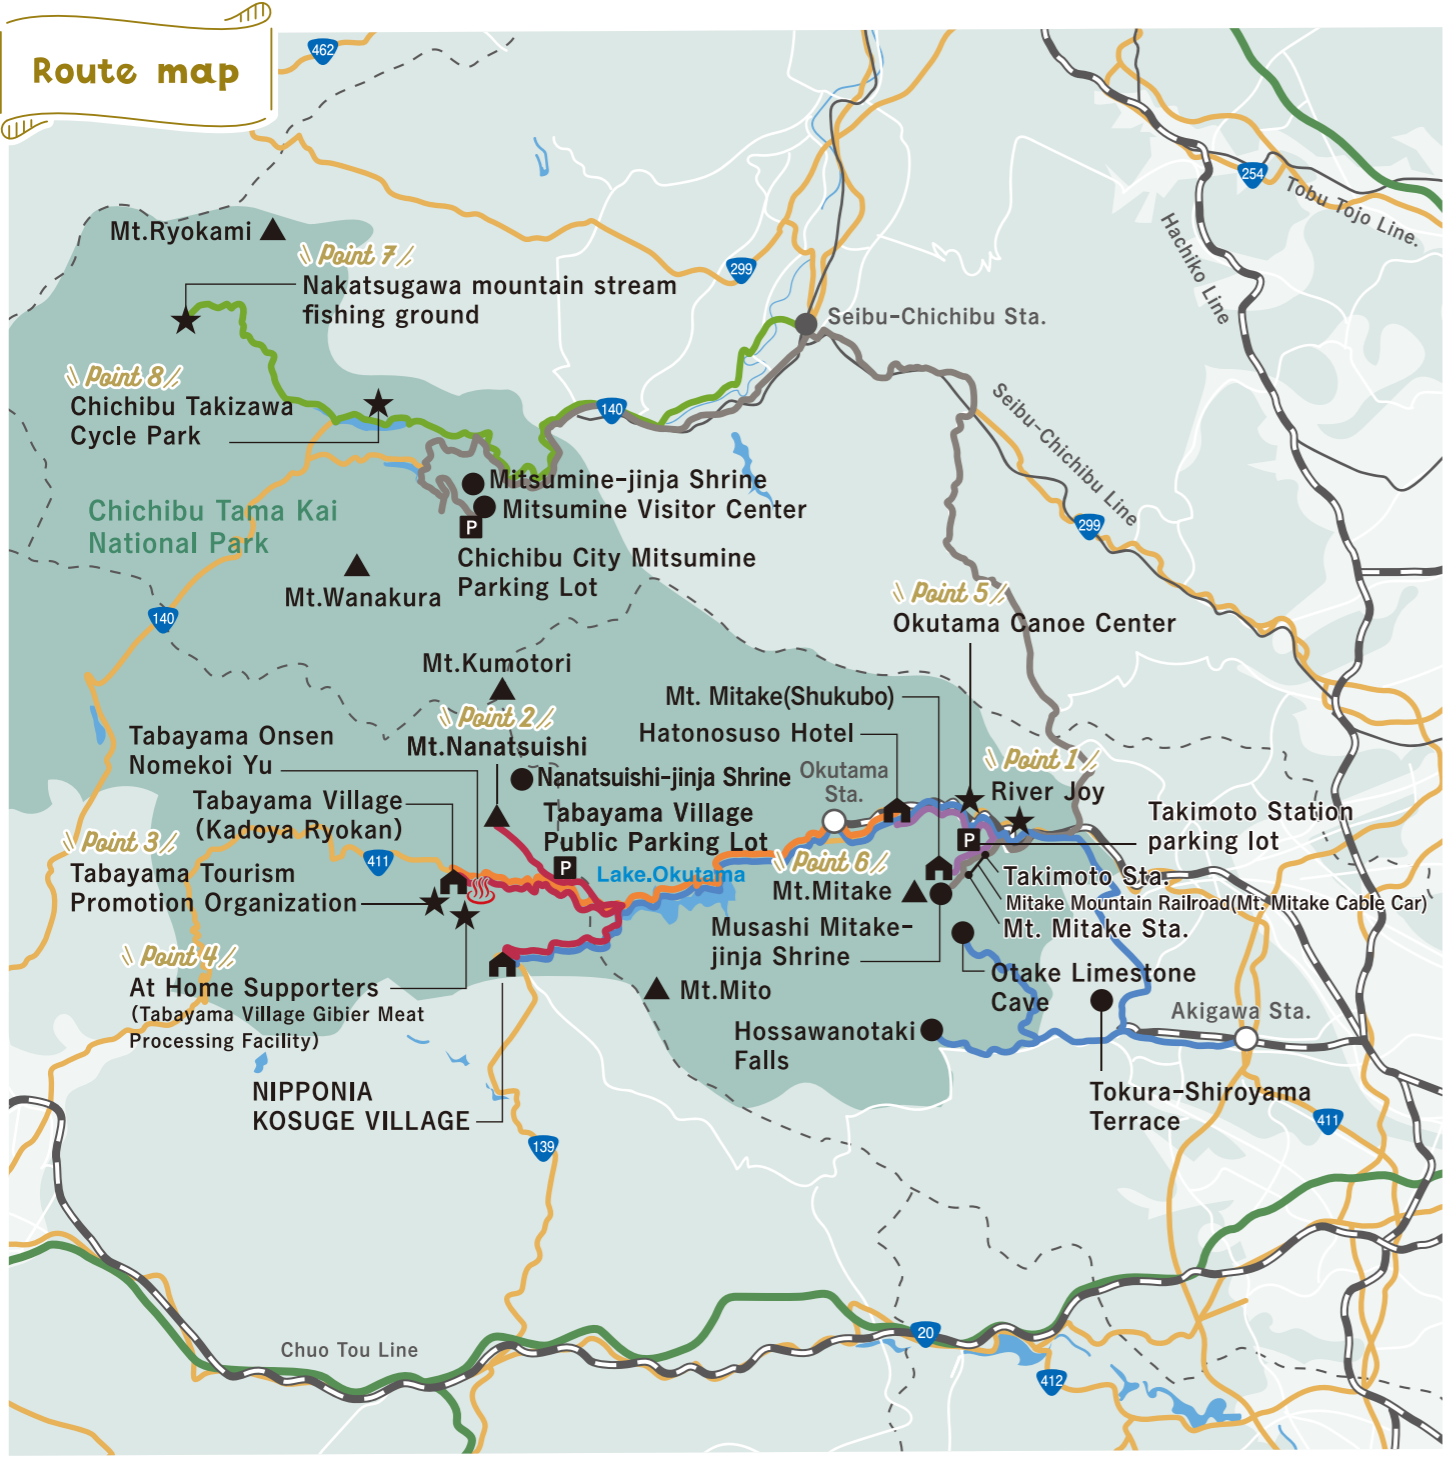 Route map
462
254
Tobu Tojo Line.
Hachiko Line
Mt.Ryokami
Point 7
Nakatsugawa mountain stream
fishing ground
299
Seibu-Chichibu Sta.
Point 8
Chichibu Takizawa
Cycle Park
140
Seibu-Chichibu Line
299
Mitsumine-jinja Shrine
Mitsumine Visitor Center
P
Chichibu City Mitsumine
Parking Lot
Chichibu Tama Kai
National Park
Mt.Wanakura
140
Point 5
Okutama Canoe Center
Mt.Kumotori
Point 2
Mt.Nanatsuishi
Mt. Mitake(Shukubo)
Hatonosuso Hotel
Tabayama Onsen
Nomekoi Yu
Nanatsuishi-jinja Shrine
Okutama
Sta.
Point 1
River Joy
Tabayama Village
(Kadoya Ryokan)
Tabayama Village
Public Parking Lot
P
Takimoto Station
parking lot
P
Point 3
Tabayama Tourism
Promotion Organization
411
Lake.Okutama
Point 6
Mt.Mitake
Takimoto Sta.
Mitake Mountain Railroad(Mt. Mitake Cable Car)
Mt. Mitake Sta.
Musashi Mitake-
jinja Shrine
Point 4
At Home Supporters
(Tabayama Village Gibier Meat
Processing Facility)
Mt.Mito
Otake Limestone
Cave
Akigawa Sta.
Hossawanotaki
Falls
NIPPONIA
KOSUGE VILLAGE
Tokura-Shiroyama
Terrace
411
139
Chuo Tou Line
20
412